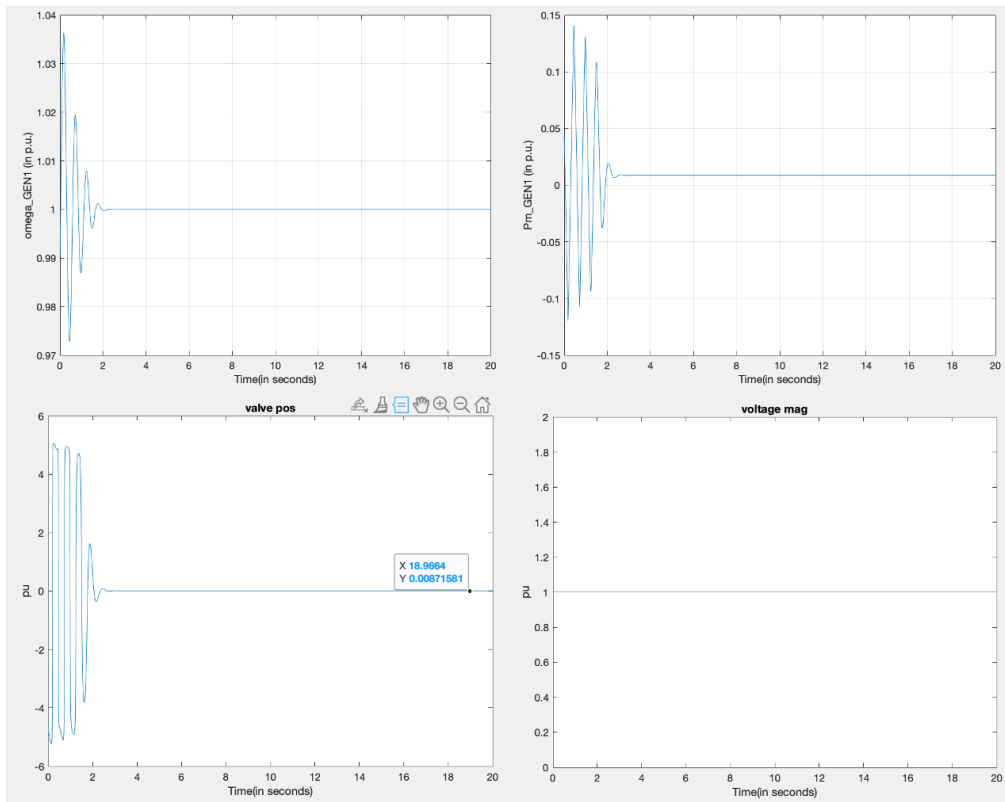 1.04
1.03
1.02
1.01
1
0.99
0.98
0.97
omega_GEN1 (in p.u.)
0 2 4 6 8 10 12 14 16 18 20
Time(in seconds)
0.15
0.1
0.05
0
-0.05
-0.1
-0.15
Pm_GEN1 (in p.u.)
0 2 4 6 8 10 12 14 16 18 20
Time(in seconds)
valve pos
6
4
2
0
-2
-4
-6
pu
X 18.9664
Y 0.00871581
0 2 4 6 8 10 12 14 16 18 20
Time(in seconds)
voltage mag
2
1.8
1.6
1.4
1.2
1
0.8
0.6
0.4
0.2
0
pu
0 2 4 6 8 10 12 14 16 18 20
Time(in seconds)